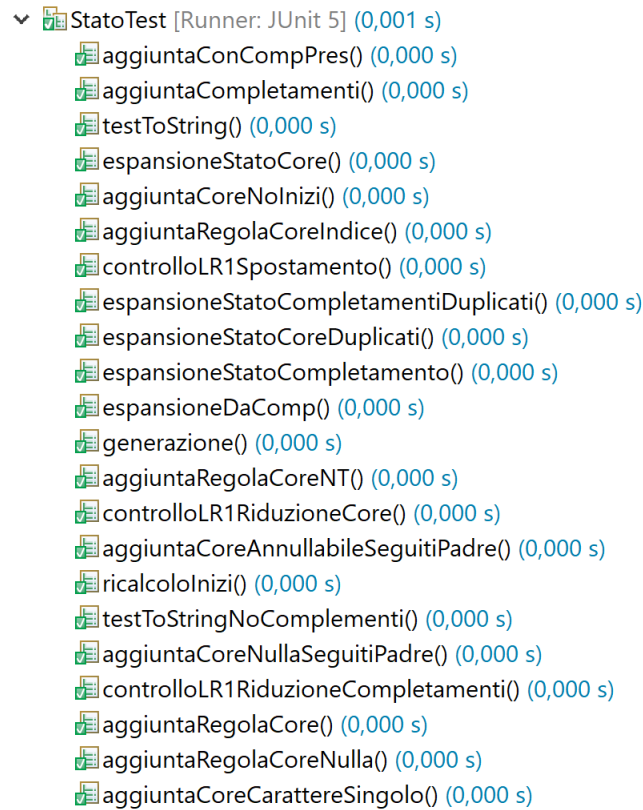 StatoTest [Runner: JUnit 5] (0,001 s)
aggiuntaConCompPres() (0,000 s)
aggiuntaCompletamenti() (0,000 s)
testToString() (0,000 s)
espansioneStatoCore() (0,000 s)
aggiuntaCoreNoInizi() (0,000 s)
aggiuntaRegolaCoreIndice() (0,000 s)
controlloLR1Spostamento() (0,000 s)
espansioneStatoCompletamentiDuplicati() (0,000 s)
espansioneStatoCoreDuplicati() (0,000 s)
espansioneStatoCompletamento() (0,000 s)
espansioneDaComp() (0,000 s)
generazione() (0,000 s)
aggiuntaRegolaCoreNT() (0,000 s)
controlloLR1RiduzioneCore() (0,000 s)
aggiuntaCoreAnnullabileSeguitiPadre() (0,000 s)
ricalcoloInizi() (0,000 s)
testToStringNoComplementi() (0,000 s)
aggiuntaCoreNullaSeguitiPadre() (0,000 s)
controlloLR1RiduzioneCompletamenti() (0,000 s)
aggiuntaRegolaCore() (0,000 s)
aggiuntaRegolaCoreNulla() (0,000 s)
aggiuntaCoreCarattereSingolo() (0,000 s)